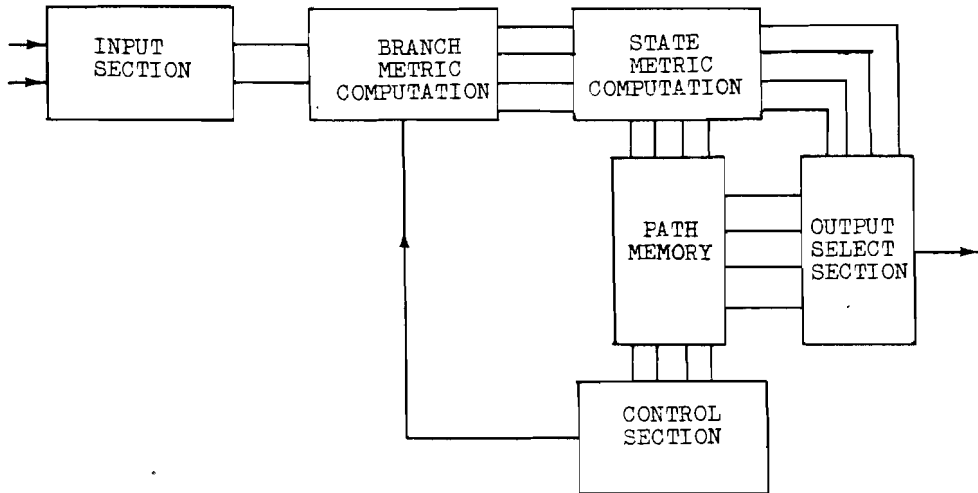 INPUT
SECTION
BRANCH
METRIC
COMPUTATION
STATE
METRIC
COMPUTATION
PATH
MEMORY
OUTPUT
SELECT
SECTION
CONTROL
SECTION